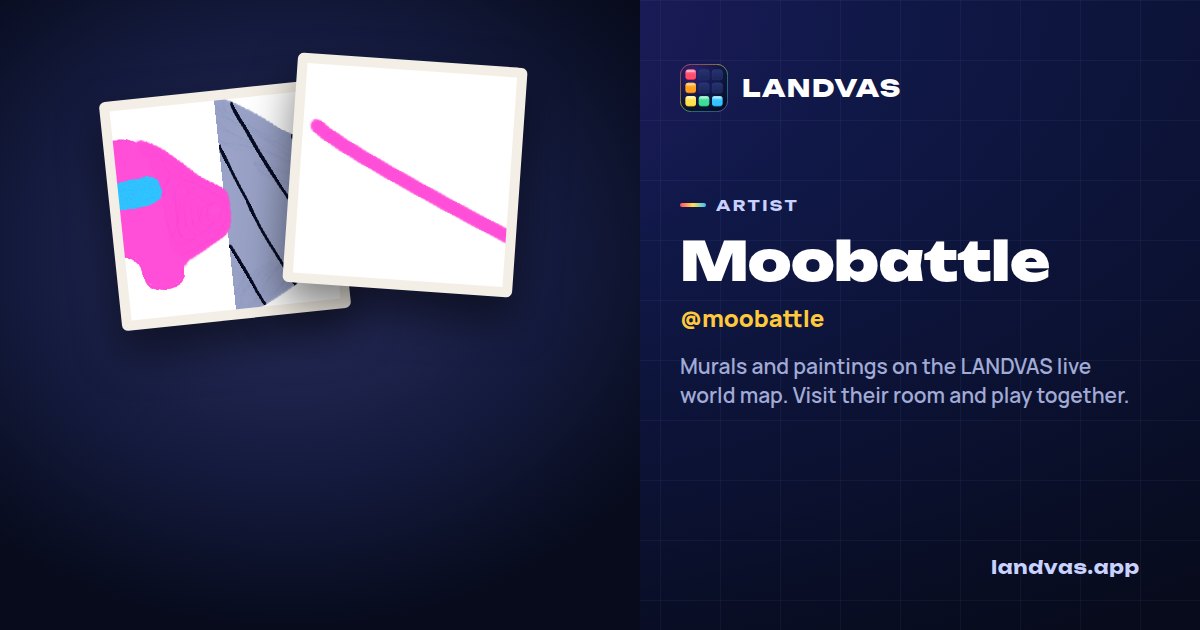 LANDVAS
ARTIST
Moobattle
@moobattle
Murals and paintings on the LANDVAS live
world map. Visit their room and play together.
landvas.app